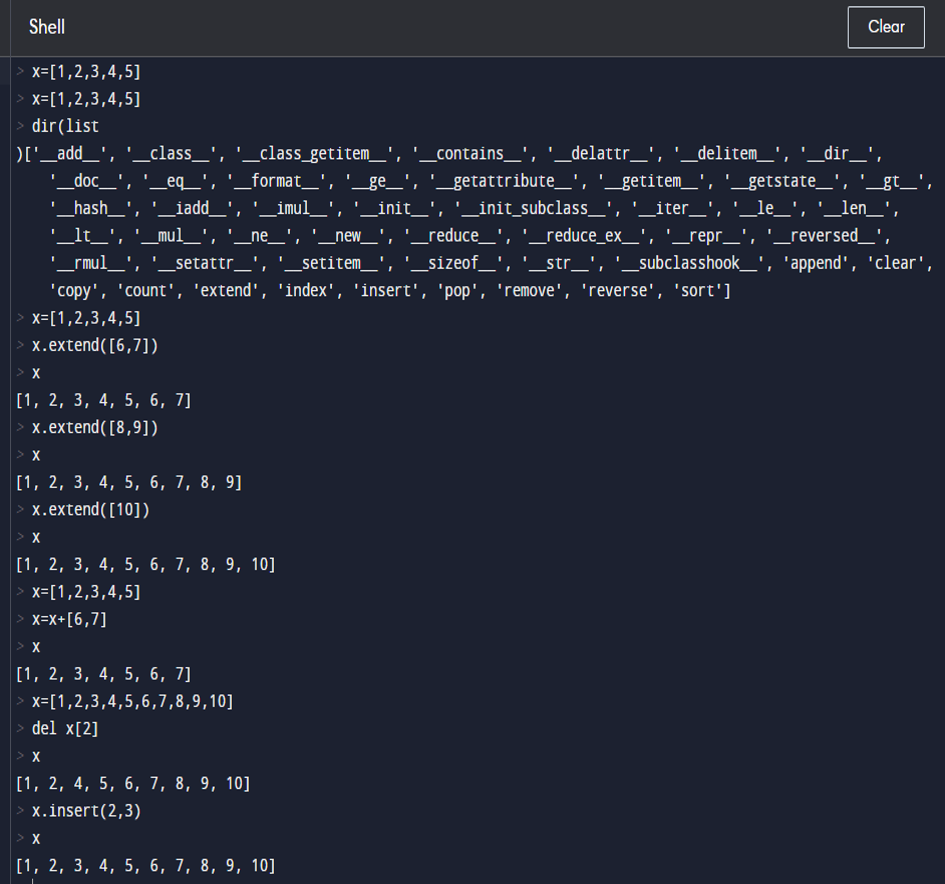 Shell
Clear
> x=[1,2,3,4,5]
> x=[1,2,3,4,5]
> dir(list
)['__add__', '__class__', '__class_getitem__', '__contains__', '__delattr__', '__delitem__', '__dir__',
'__doc__', '__eq__', '__format__', '__ge__', '__getattribute__', '__getitem__', '__getstate__', '__gt__',
'__hash__', '__iadd__', '__imul__', '__init__', '__init_subclass__', '__iter__', '__le__', '__len__',
'__lt__', '__mul__', '__ne__', '__new__', '__reduce__', '__reduce_ex__', '__repr__', '__reversed__',
'__rmul__', '__setattr__', '__setitem__', '__sizeof__', '__str__', '__subclasshook__', 'append', 'clear',
'copy', 'count', 'extend', 'index', 'insert', 'pop', 'remove', 'reverse', 'sort']
> x=[1,2,3,4,5]
> x.extend([6,7])
> x
[1, 2, 3, 4, 5, 6, 7]
> x.extend([8,9])
> x
[1, 2, 3, 4, 5, 6, 7, 8, 9]
> x.extend([10])
> x
[1, 2, 3, 4, 5, 6, 7, 8, 9, 10]
> x=[1,2,3,4,5]
> x=x+[6,7]
> x
[1, 2, 3, 4, 5, 6, 7]
> x=[1,2,3,4,5,6,7,8,9,10]
> del x[2]
> x
[1, 2, 4, 5, 6, 7, 8, 9, 10]
> x.insert(2,3)
> x
[1, 2, 3, 4, 5, 6, 7, 8, 9, 10]